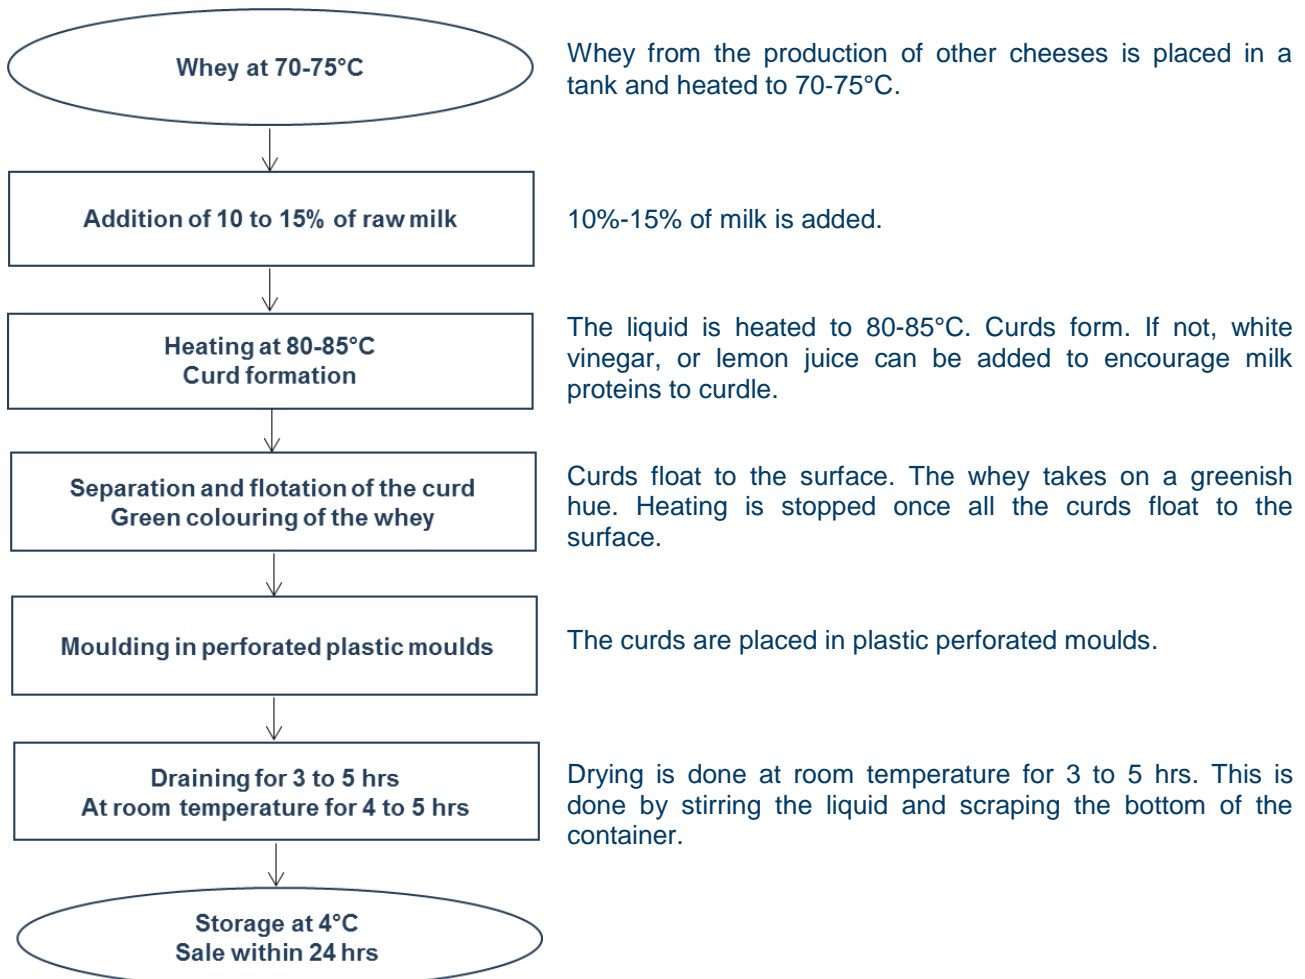 Whey at 70-75°C
Whey from the production of other cheeses is placed in a
tank and heated to 70-75°C.
Addition of 10 to 15% of raw milk
10%-15% of milk is added.
Heating at 80-85°C
Curd formation
The liquid is heated to 80-85°C. Curds form. If not, white
vinegar, or lemon juice can be added to encourage milk
proteins to curdle.
Separation and flotation of the curd
Green colouring of the whey
Curds float to the surface. The whey takes on a greenish
hue. Heating is stopped once all the curds float to the
surface.
Moulding in perforated plastic moulds
The curds are placed in plastic perforated moulds.
Draining for 3 to 5 hrs
At room temperature for 4 to 5 hrs
Drying is done at room temperature for 3 to 5 hrs. This is
done by stirring the liquid and scraping the bottom of the
container.
Storage at 4°C
Sale within 24 hrs